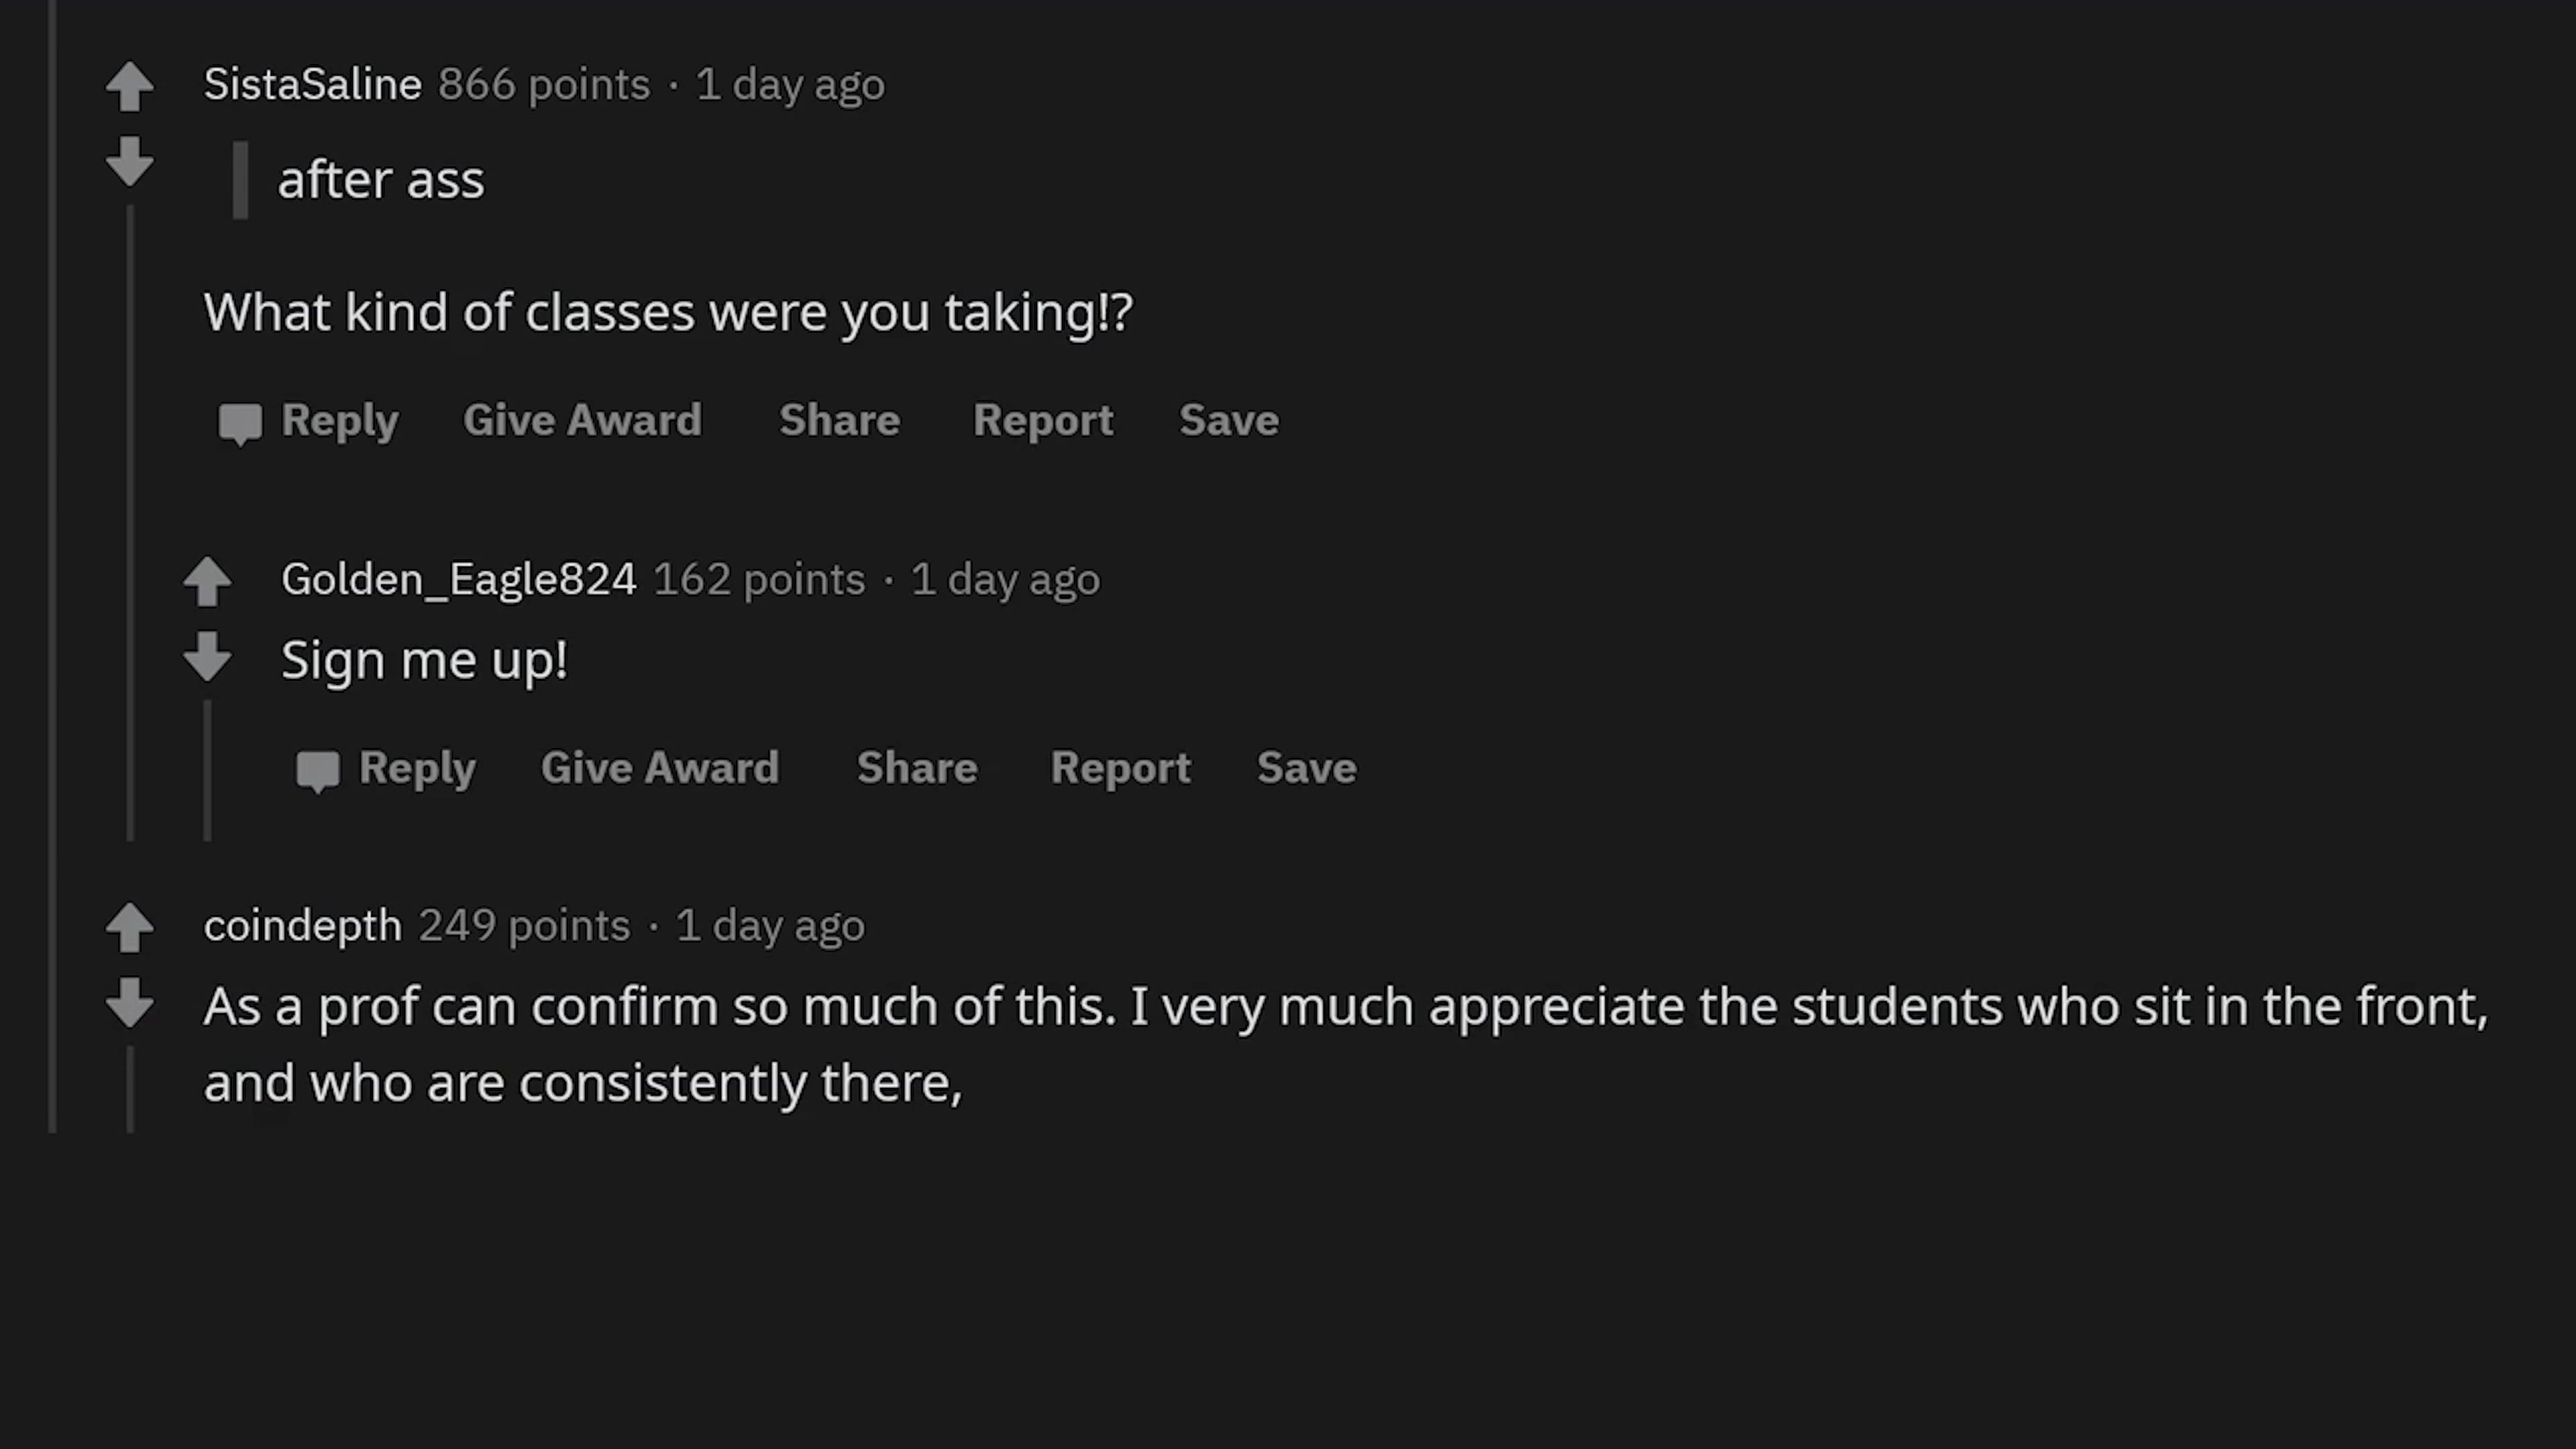 SistaSaline 866 points · 1 day ago
after ass
What kind of classes were you taking!?
Reply Give Award Share Report Save
Golden_Eagle824 162 points · 1 day ago
Sign me up!
Reply Give Award Share Report Save
coindepth 249 points · 1 day ago
As a prof can confirm so much of this. I very much appreciate the students who sit in the front,
and who are consistently there,